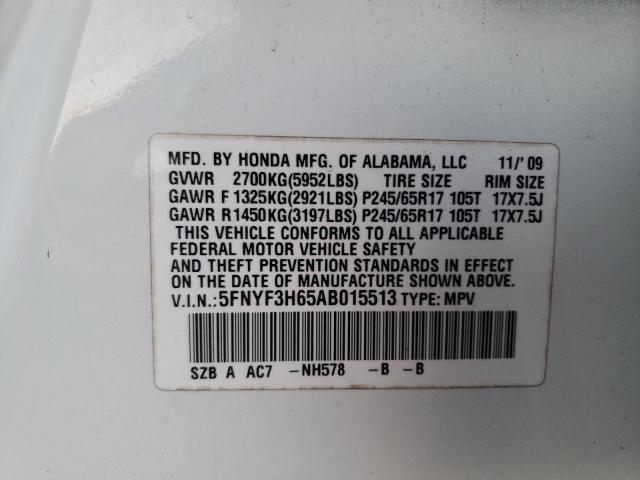 MFD. BY HONDA MFG. OF ALABAMA, LLC 11/'09
GVWR 2700KG(5952LBS) TIRE SIZE RIM SIZE
GAWR F 1325KG(2921LBS) P245/65R17 105T 17X7.5J
GAWR R1450KG(3197LBS) P245/65R17 105T 17X7.5J
THIS VEHICLE CONFORMS TO ALL APPLICABLE
FEDERAL MOTOR VEHICLE SAFETY
AND THEFT PREVENTION STANDARDS IN EFFECT
ON THE DATE OF MANUFACTURE SHOWN ABOVE.
V.I.N.:5FNYF3H65AB015513 TYPE: MPV
SZB A AC7 -NH578 -B -B